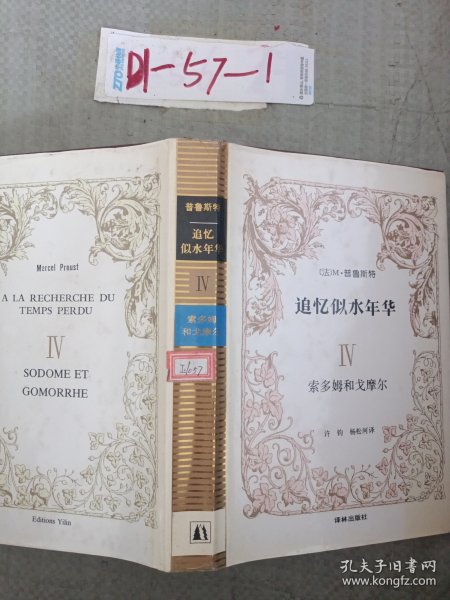 D1-57-1
Mercel Proust
A LA RECHERCHE DU
TEMPS PERDU
IV
SODOME ET
GOMORRHE
Editions Yilin
普鲁斯特
追忆
似水年华
IV
索多姆
和戈摩尔
I/057
〔法〕M·普鲁斯特
追忆似水年华
IV
索多姆和戈摩尔
许钧 杨松河译
译林出版社
孔夫子旧书网
www.kongfz.com